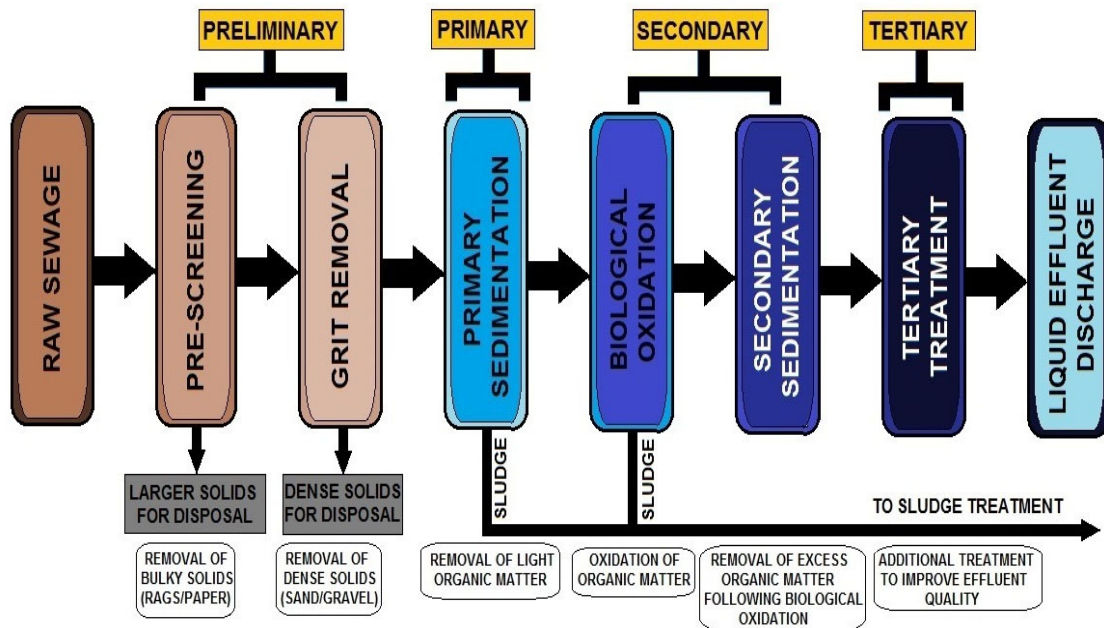 PRELIMINARY
PRIMARY
SECONDARY
TERTIARY
RAW SEWAGE
PRE-SCREENING
GRIT REMOVAL
PRIMARY
SEDIMENTATION
BIOLOGICAL
OXIDATION
SECONDARY
SEDIMENTATION
TERTIARY
TREATMENT
LIQUID EFFLUENT
DISCHARGE
LARGER SOLIDS
FOR DISPOSAL
DENSE SOLIDS
FOR DISPOSAL
SLUDGE
SLUDGE
TO SLUDGE TREATMENT
REMOVAL OF
BULKY SOLIDS
(RAGS/PAPER)
REMOVAL OF
DENSE SOLIDS
(SAND/GRAVEL)
REMOVAL OF LIGHT
ORGANIC MATTER
OXIDATION OF
ORGANIC MATTER
REMOVAL OF EXCESS
ORGANIC MATTER
FOLLOWING BIOLOGICAL
OXIDATION
ADDITIONAL TREATMENT
TO IMPROVE EFFLUENT
QUALITY